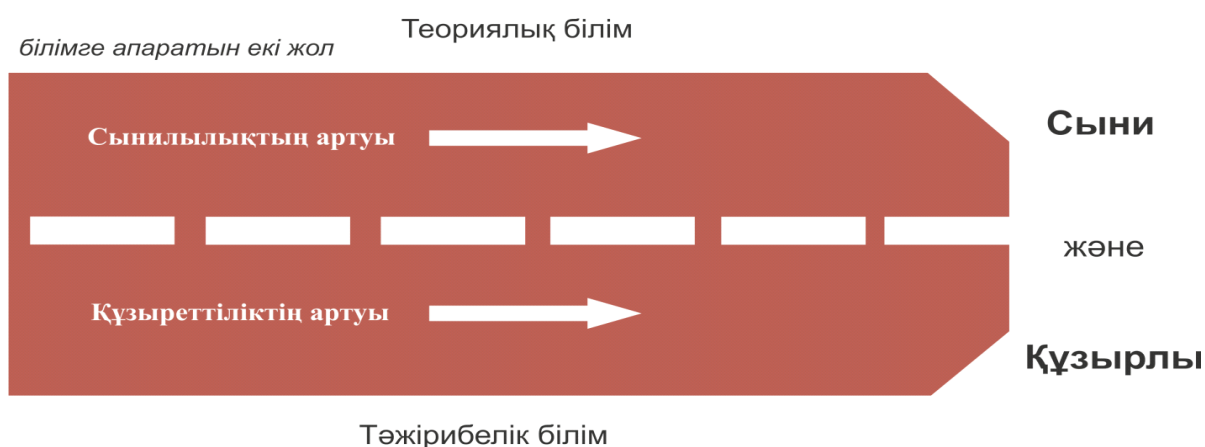 Теориялық білім
білімге апаратын екі жол
Сынилылықтың артуы
Сыни
және
Құзыреттіліктің артуы
Құзырлы
Тәжірибелік білім